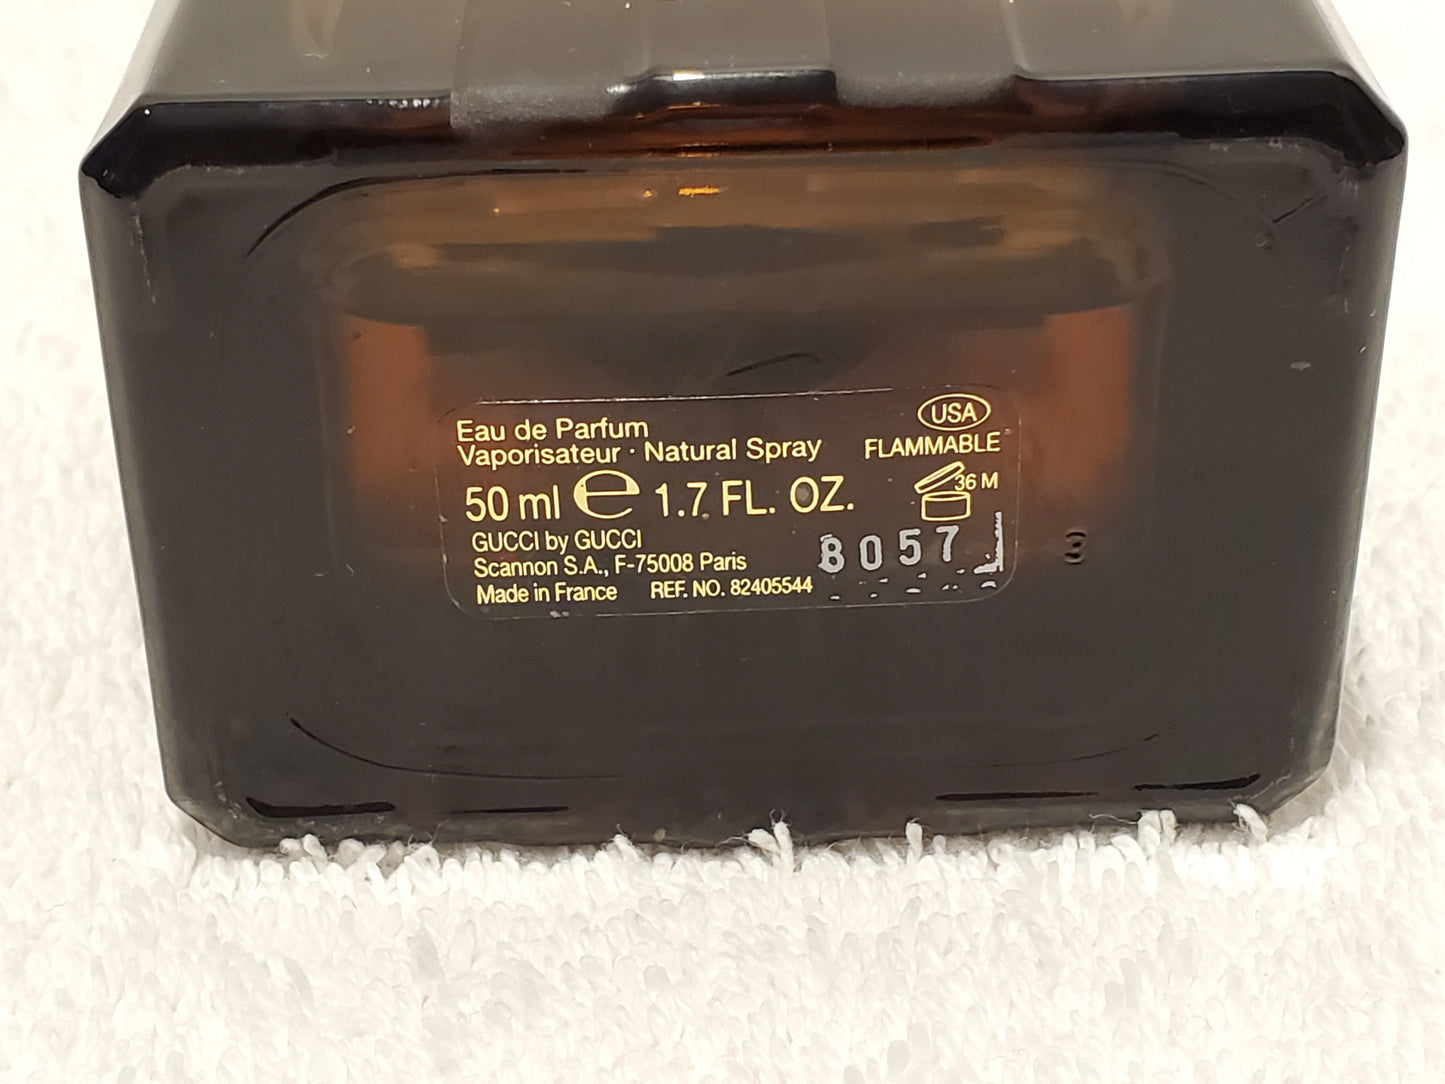 USA
Eau de Parfum
Vaporisateur · Natural Spray
FLAMMABLE
50 ml e 1.7 FL. OZ.
36 M
GUCCI by GUCCI
8057
3
Scannon S.A., F-75008 Paris
Made in France REF. NO. 82405544